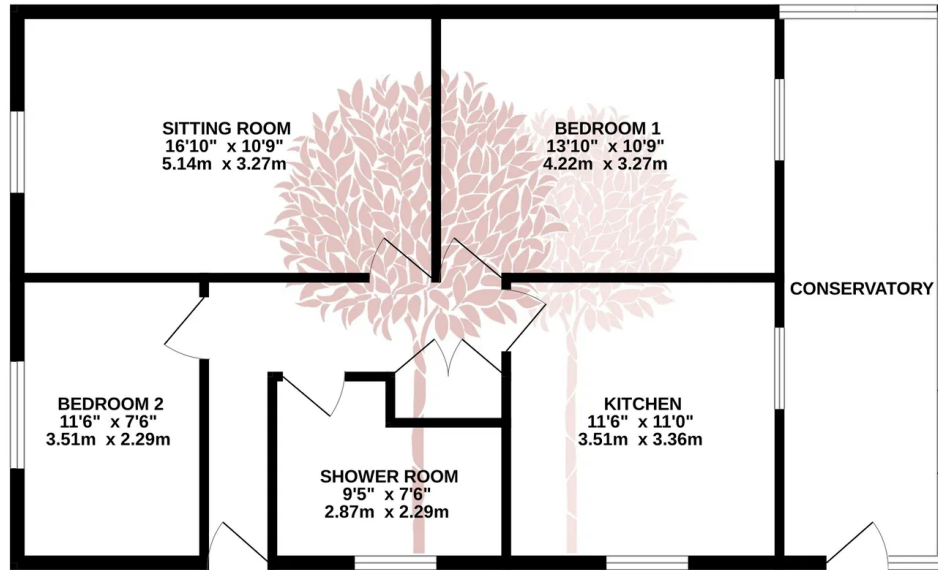 SITTING ROOM
16'10" x 10'9"
5.14m x 3.27m
BEDROOM 1
13'10" x 10'9"
4.22m x 3.27m
CONSERVATORY
BEDROOM 2
11'6" x 7'6"
3.51m x 2.29m
KITCHEN
11'6" x 11'0"
3.51m x 3.36m
SHOWER ROOM
9'5" x 7'6"
2.87m x 2.29m